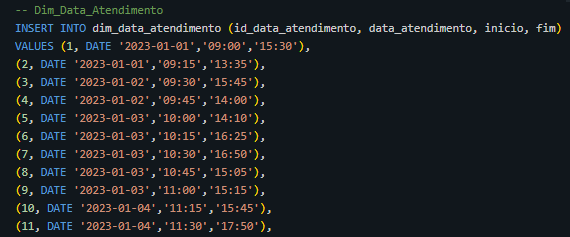 -- Dim_Data_Atendimento
INSERT INTO dim_data_atendimento (id_data_atendimento, data_atendimento, inicio, fim)
VALUES (1, DATE '2023-01-01','09:00','15:30'),
(2, DATE '2023-01-01','09:15','13:35'),
(3, DATE '2023-01-02','09:30','15:45'),
(4, DATE '2023-01-02','09:45','14:00'),
(5, DATE '2023-01-03','10:00','14:10'),
(6, DATE '2023-01-03','10:15','16:25'),
(7, DATE '2023-01-03','10:30','16:50'),
(8, DATE '2023-01-03','10:45','15:05'),
(9, DATE '2023-01-03','11:00','15:15'),
(10, DATE '2023-01-04','11:15','15:45'),
(11, DATE '2023-01-04','11:30','17:50'),